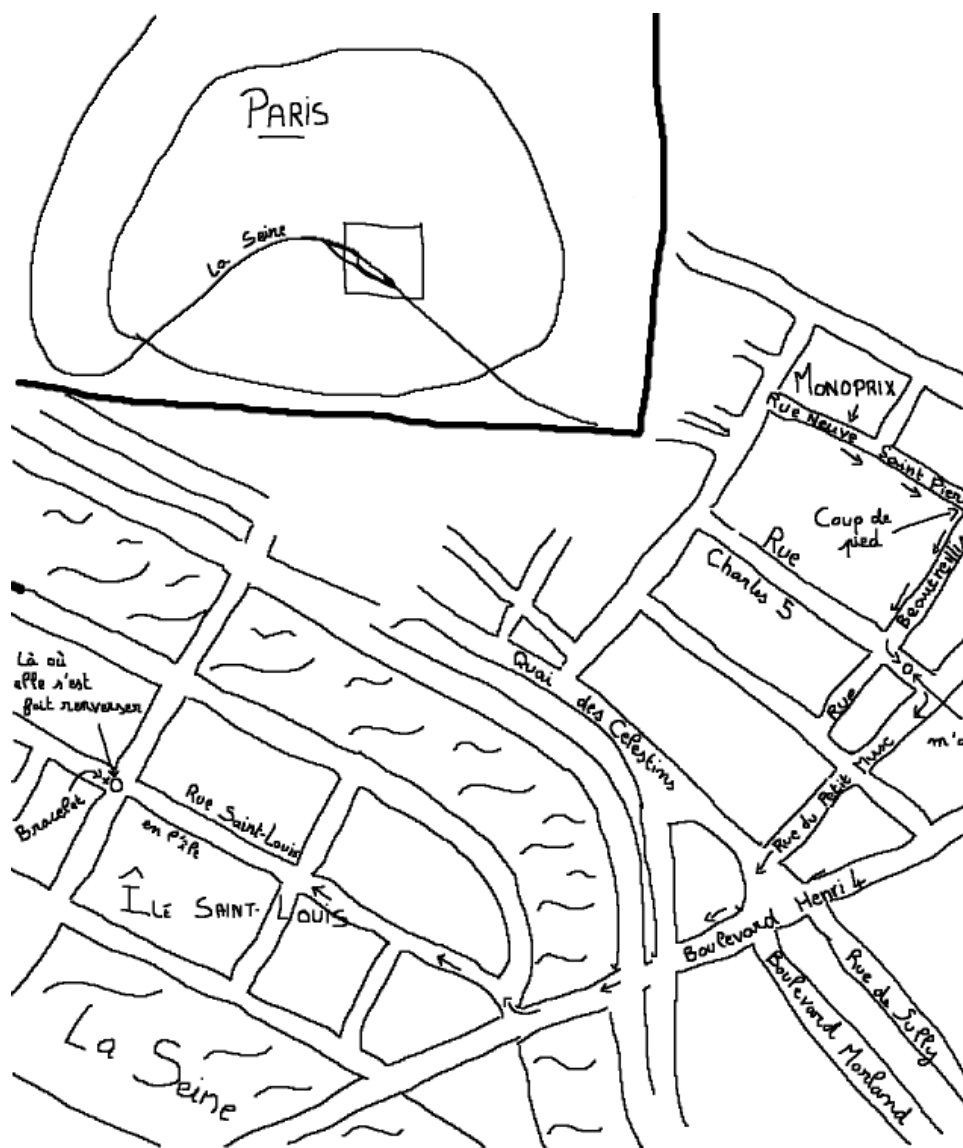 PARIS
La Seine
MONOPRIX
Rue Neuve
Saint Pier
Coup de
pied
Rue
Charles 5
Beautreillis
Quai des Célestins
Là où
elle s'est
fait renverser
Rue
m'a
Rue du Petit Musc
Bracelet
Rue Saint-Louis
en l'île
ÎLE SAINT-LOUIS
Boulevard Henri 4
Boulevard Morland
Rue de Sully
La Seine